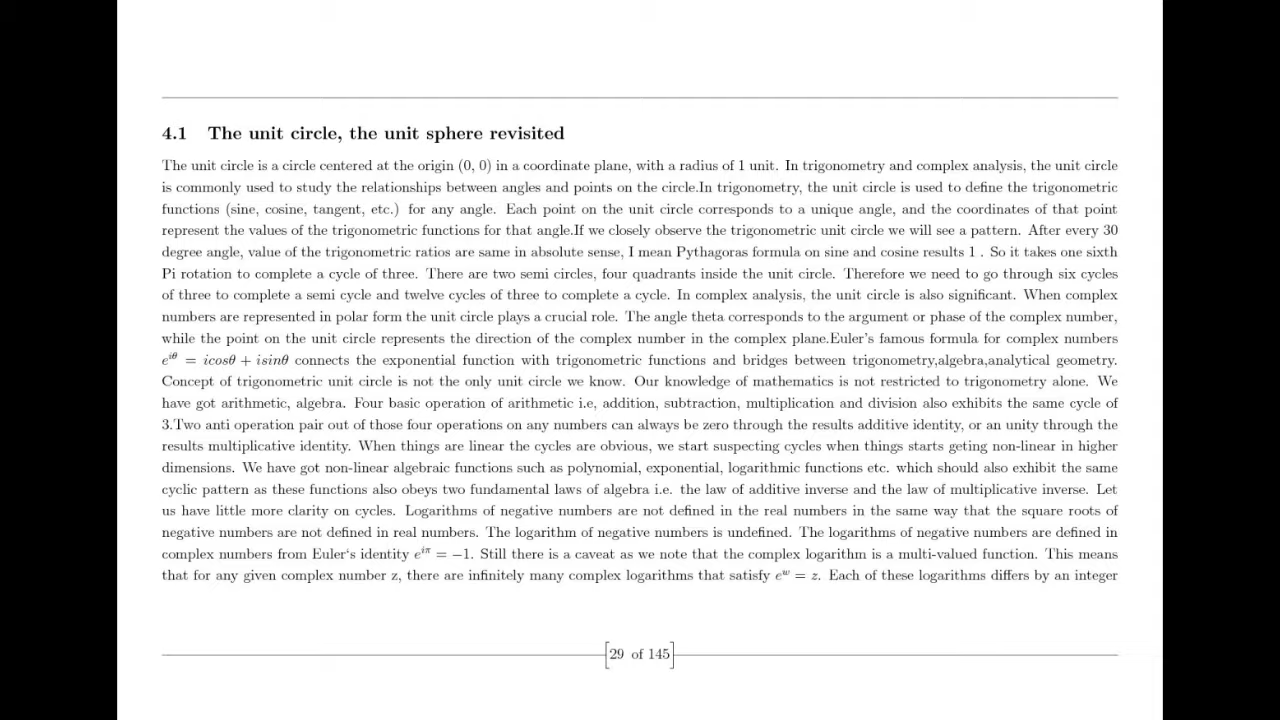 4.1 The unit circle, the unit sphere revisited
The unit circle is a circle centered at the origin (0, 0) in a coordinate plane, with a radius of 1 unit. In trigonometry and complex analysis, the unit circle
is commonly used to study the relationships between angles and points on the circle.In trigonometry, the unit circle is used to define the trigonometric
functions (sine, cosine, tangent, etc.) for any angle. Each point on the unit circle corresponds to a unique angle, and the coordinates of that point
represent the values of the trigonometric functions for that angle.If we closely observe the trigonometric unit circle we will see a pattern. After every 30
degree angle, value of the trigonometric ratios are same in absolute sense, I mean Pythagoras formula on sine and cosine results 1 . So it takes one sixth
Pi rotation to complete a cycle of three. There are two semi circles, four quadrants inside the unit circle. Therefore we need to go through six cycles
of three to complete a semi cycle and twelve cycles of three to complete a cycle. In complex analysis, the unit circle is also significant. When complex
numbers are represented in polar form the unit circle plays a crucial role. The angle theta corresponds to the argument or phase of the complex number,
while the point on the unit circle represents the direction of the complex number in the complex plane.Euler's famous formula for complex numbers
e^{iθ} = icosθ + isinθ connects the exponential function with trigonometric functions and bridges between trigonometry,algebra,analytical geometry.
Concept of trigonometric unit circle is not the only unit circle we know. Our knowledge of mathematics is not restricted to trigonometry alone. We
have got arithmetic, algebra. Four basic operation of arithmetic i.e, addition, subtraction, multiplication and division also exhibits the same cycle of
3.Two anti operation pair out of those four operations on any numbers can always be zero through the results additive identity, or an unity through the
results multiplicative identity. When things are linear the cycles are obvious, we start suspecting cycles when things starts geting non-linear in higher
dimensions. We have got non-linear algebraic functions such as polynomial, exponential, logarithmic functions etc. which should also exhibit the same
cyclic pattern as these functions also obeys two fundamental laws of algebra i.e. the law of additive inverse and the law of multiplicative inverse. Let
us have little more clarity on cycles. Logarithms of negative numbers are not defined in the real numbers in the same way that the square roots of
negative numbers are not defined in real numbers. The logarithm of negative numbers is undefined. The logarithms of negative numbers are defined in
complex numbers from Euler‘s identity e^{iπ} = −1. Still there is a caveat as we note that the complex logarithm is a multi-valued function. This means
that for any given complex number z, there are infinitely many complex logarithms that satisfy e^w = z. Each of these logarithms differs by an integer
[29 of 145]